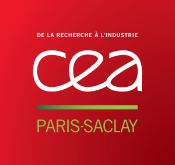 DE LA RECHERCHE À L'INDUSTRIE
cea
PARIS-SACLAY